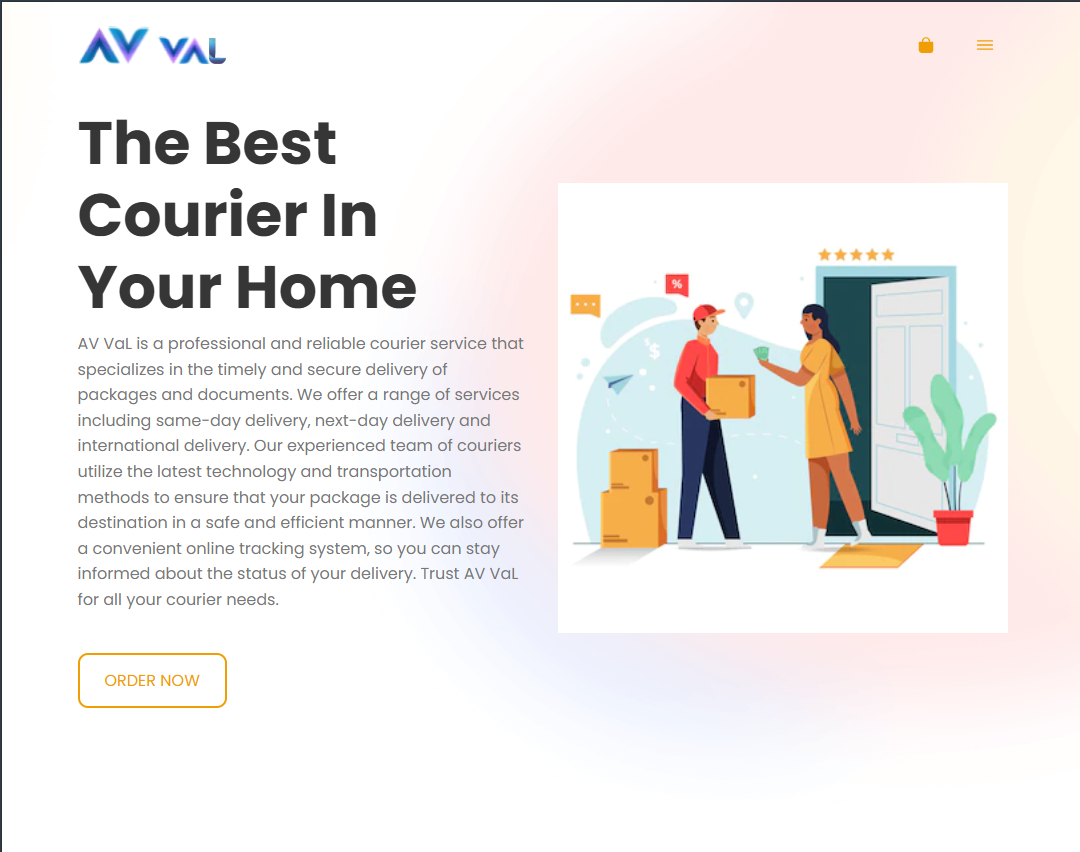 AV VAL
The Best
Courier In
Your Home
AV VaL is a professional and reliable courier service that
specializes in the timely and secure delivery of
packages and documents. We offer a range of services
including same-day delivery, next-day delivery and
international delivery. Our experienced team of couriers
utilize the latest technology and transportation
methods to ensure that your package is delivered to its
destination in a safe and efficient manner. We also offer
a convenient online tracking system, so you can stay
informed about the status of your delivery. Trust AV VaL
for all your courier needs.
ORDER NOW
%
$